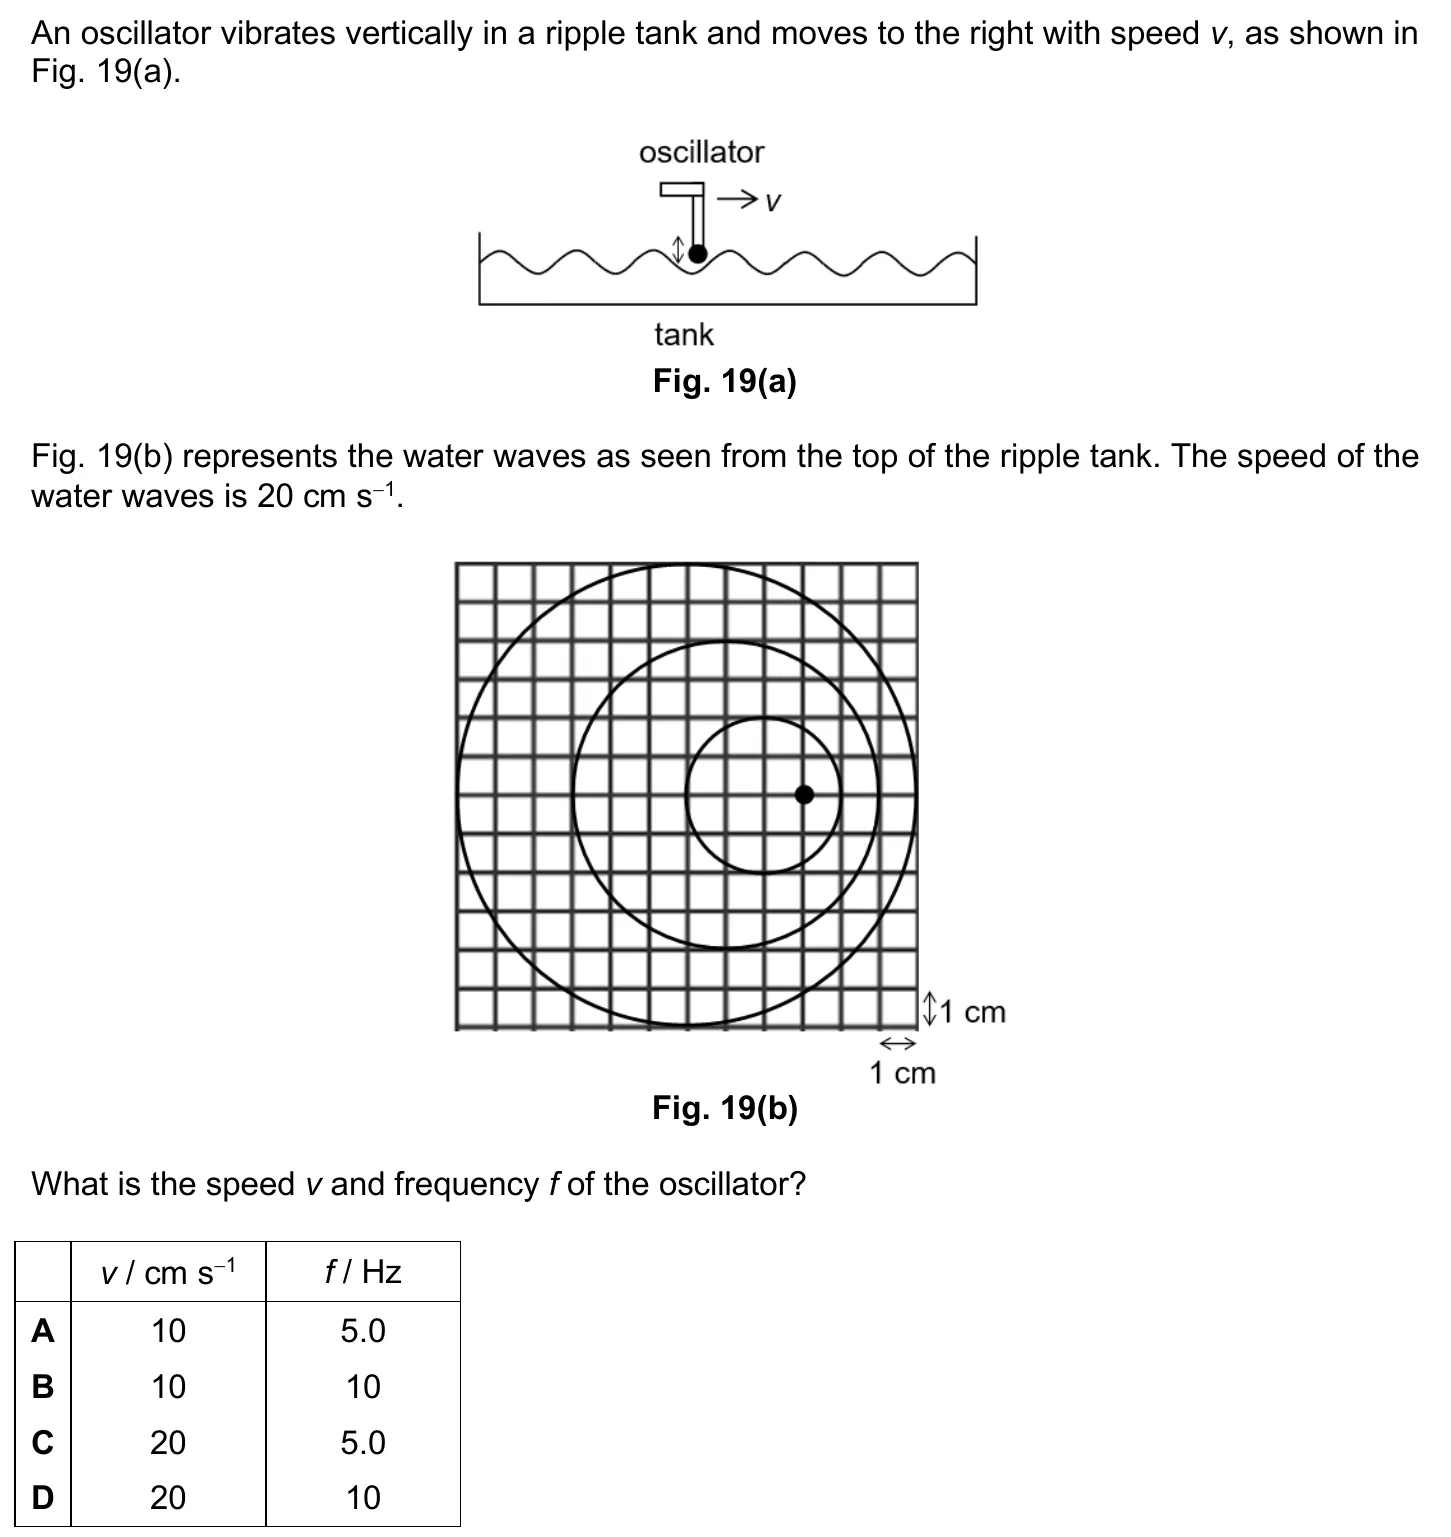 An oscillator vibrates vertically in a ripple tank and moves to the right with speed v, as shown in
Fig. 19(a).
oscillator
v
tank
Fig. 19(a)
Fig. 19(b) represents the water waves as seen from the top of the ripple tank. The speed of the
water waves is 20 cm s⁻¹.
1 cm
1 cm
Fig. 19(b)
What is the speed v and frequency f of the oscillator?
v / cm s⁻¹ f / Hz
A 10 5.0
B 10 10
C 20 5.0
D 20 10